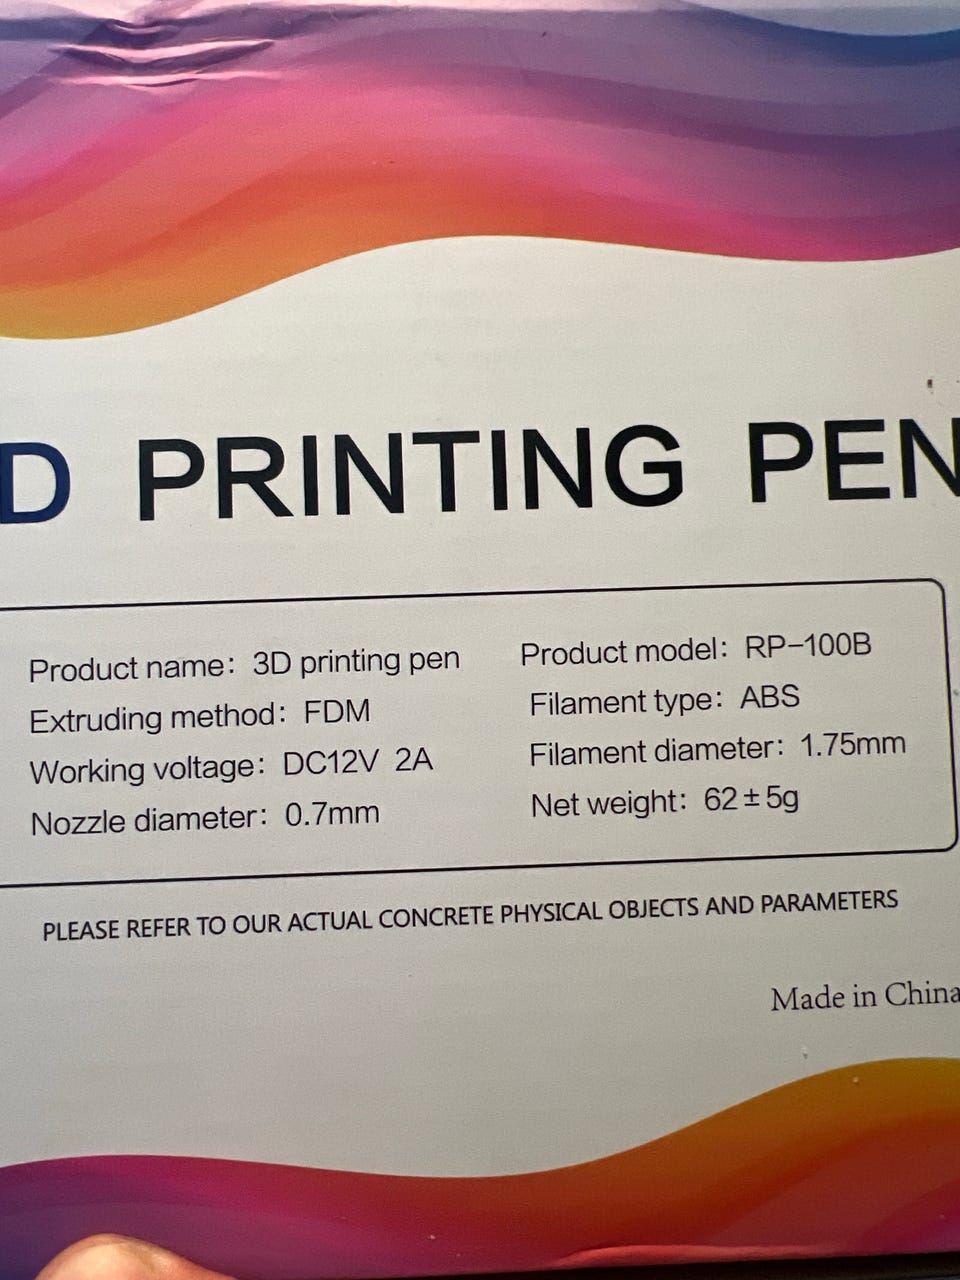 D PRINTING PEN
Product name: 3D printing pen
Product model: RP-100B
Extruding method: FDM
Filament type: ABS
Working voltage: DC12V 2A
Filament diameter: 1.75mm
Nozzle diameter: 0.7mm
Net weight: 62±5g
PLEASE REFER TO OUR ACTUAL CONCRETE PHYSICAL OBJECTS AND PARAMETERS
Made in China